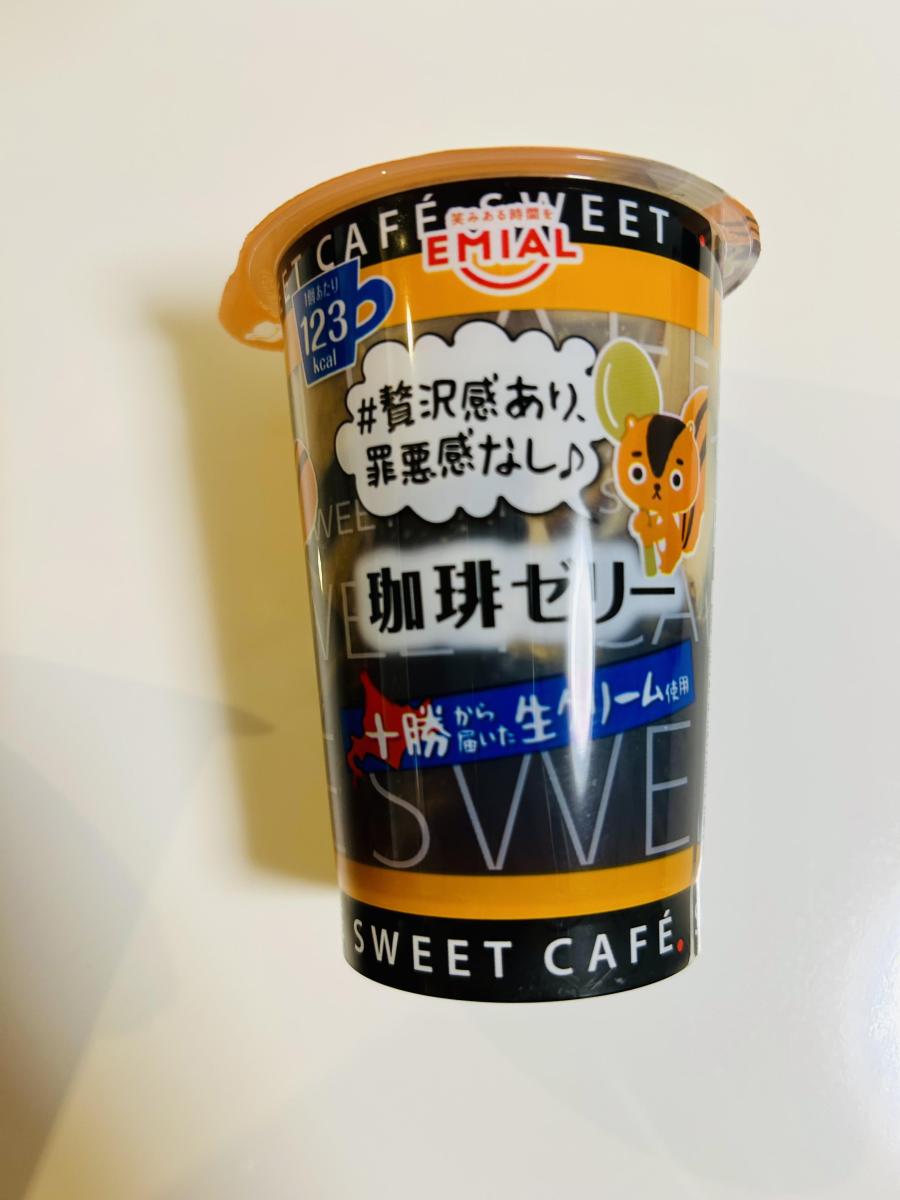 ET CAFÉ SWEET.
笑みある時間を
EMIAL
1個あたり
123
kcal
#贅沢感あり、
罪悪感なし♪
珈琲ゼリー
十勝から届いた生クリーム使用
SWE
SWEET CAFÉ.